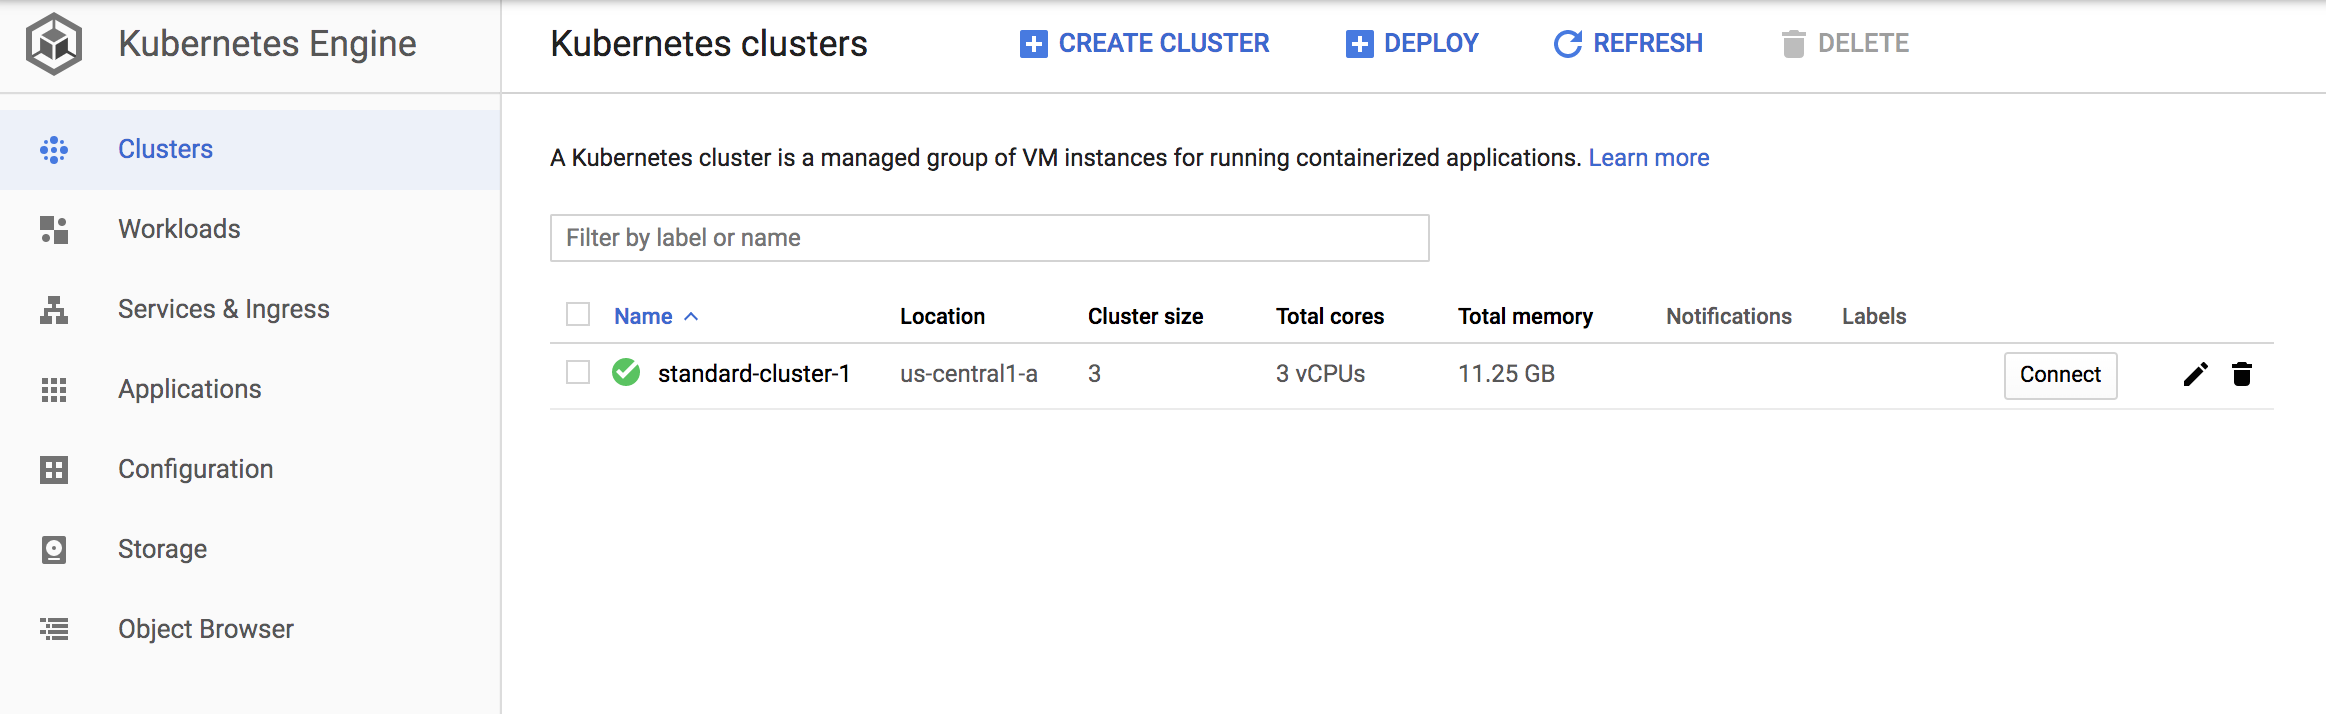 Kubernetes Engine
Kubernetes clusters CREATE CLUSTER DEPLOY REFRESH DELETE
Clusters
Workloads
Services & Ingress
Applications
Configuration
Storage
Object Browser
A Kubernetes cluster is a managed group of VM instances for running containerized applications. Learn more
Filter by label or name
Name Location Cluster size Total cores Total memory Notifications Labels
standard-cluster-1 us-central1-a 3 3 vCPUs 11.25 GB Connect